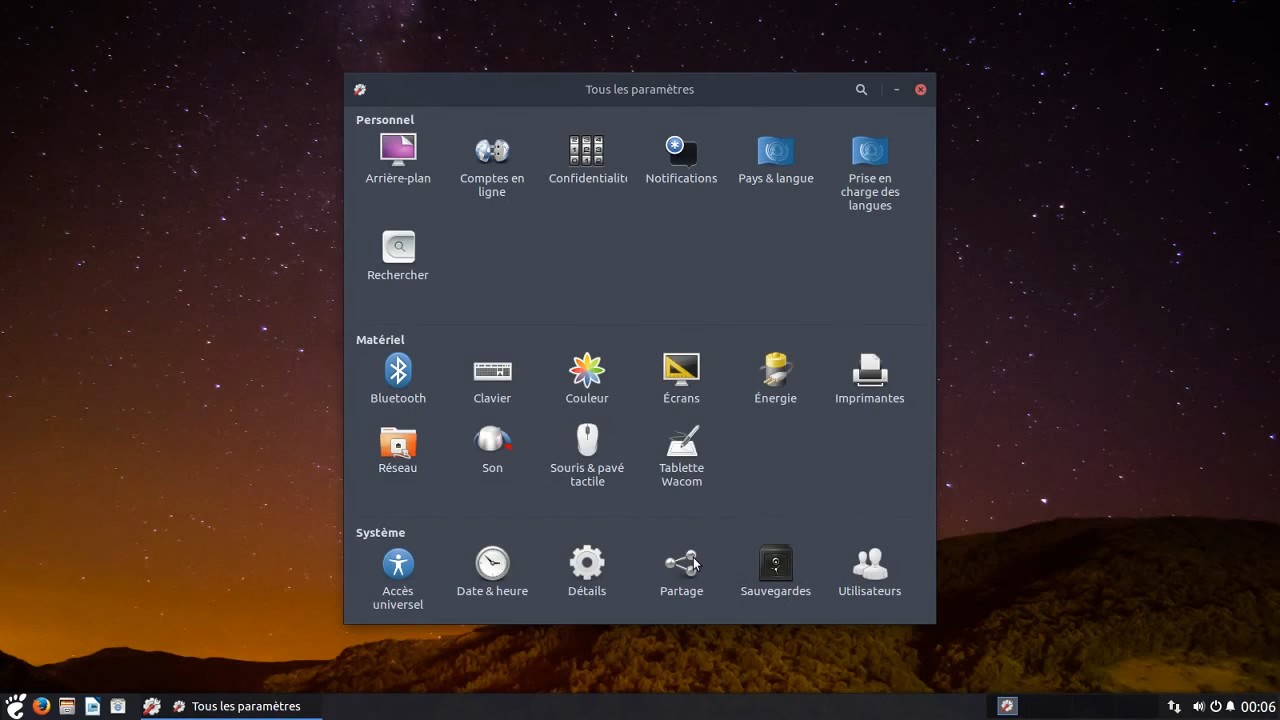 Tous les paramètres
Personnel
Arrière-plan
Comptes en
ligne
Confidentialité
Notifications
Pays & langue
Prise en
charge des
langues
Rechercher
Matériel
Bluetooth
Clavier
Couleur
Écrans
Énergie
Imprimantes
Réseau
Son
Souris & pavé
tactile
Tablette
Wacom
Système
Accès
universel
Date & heure
Détails
Partage
Sauvegardes
Utilisateurs
Tous les paramètres
00:06